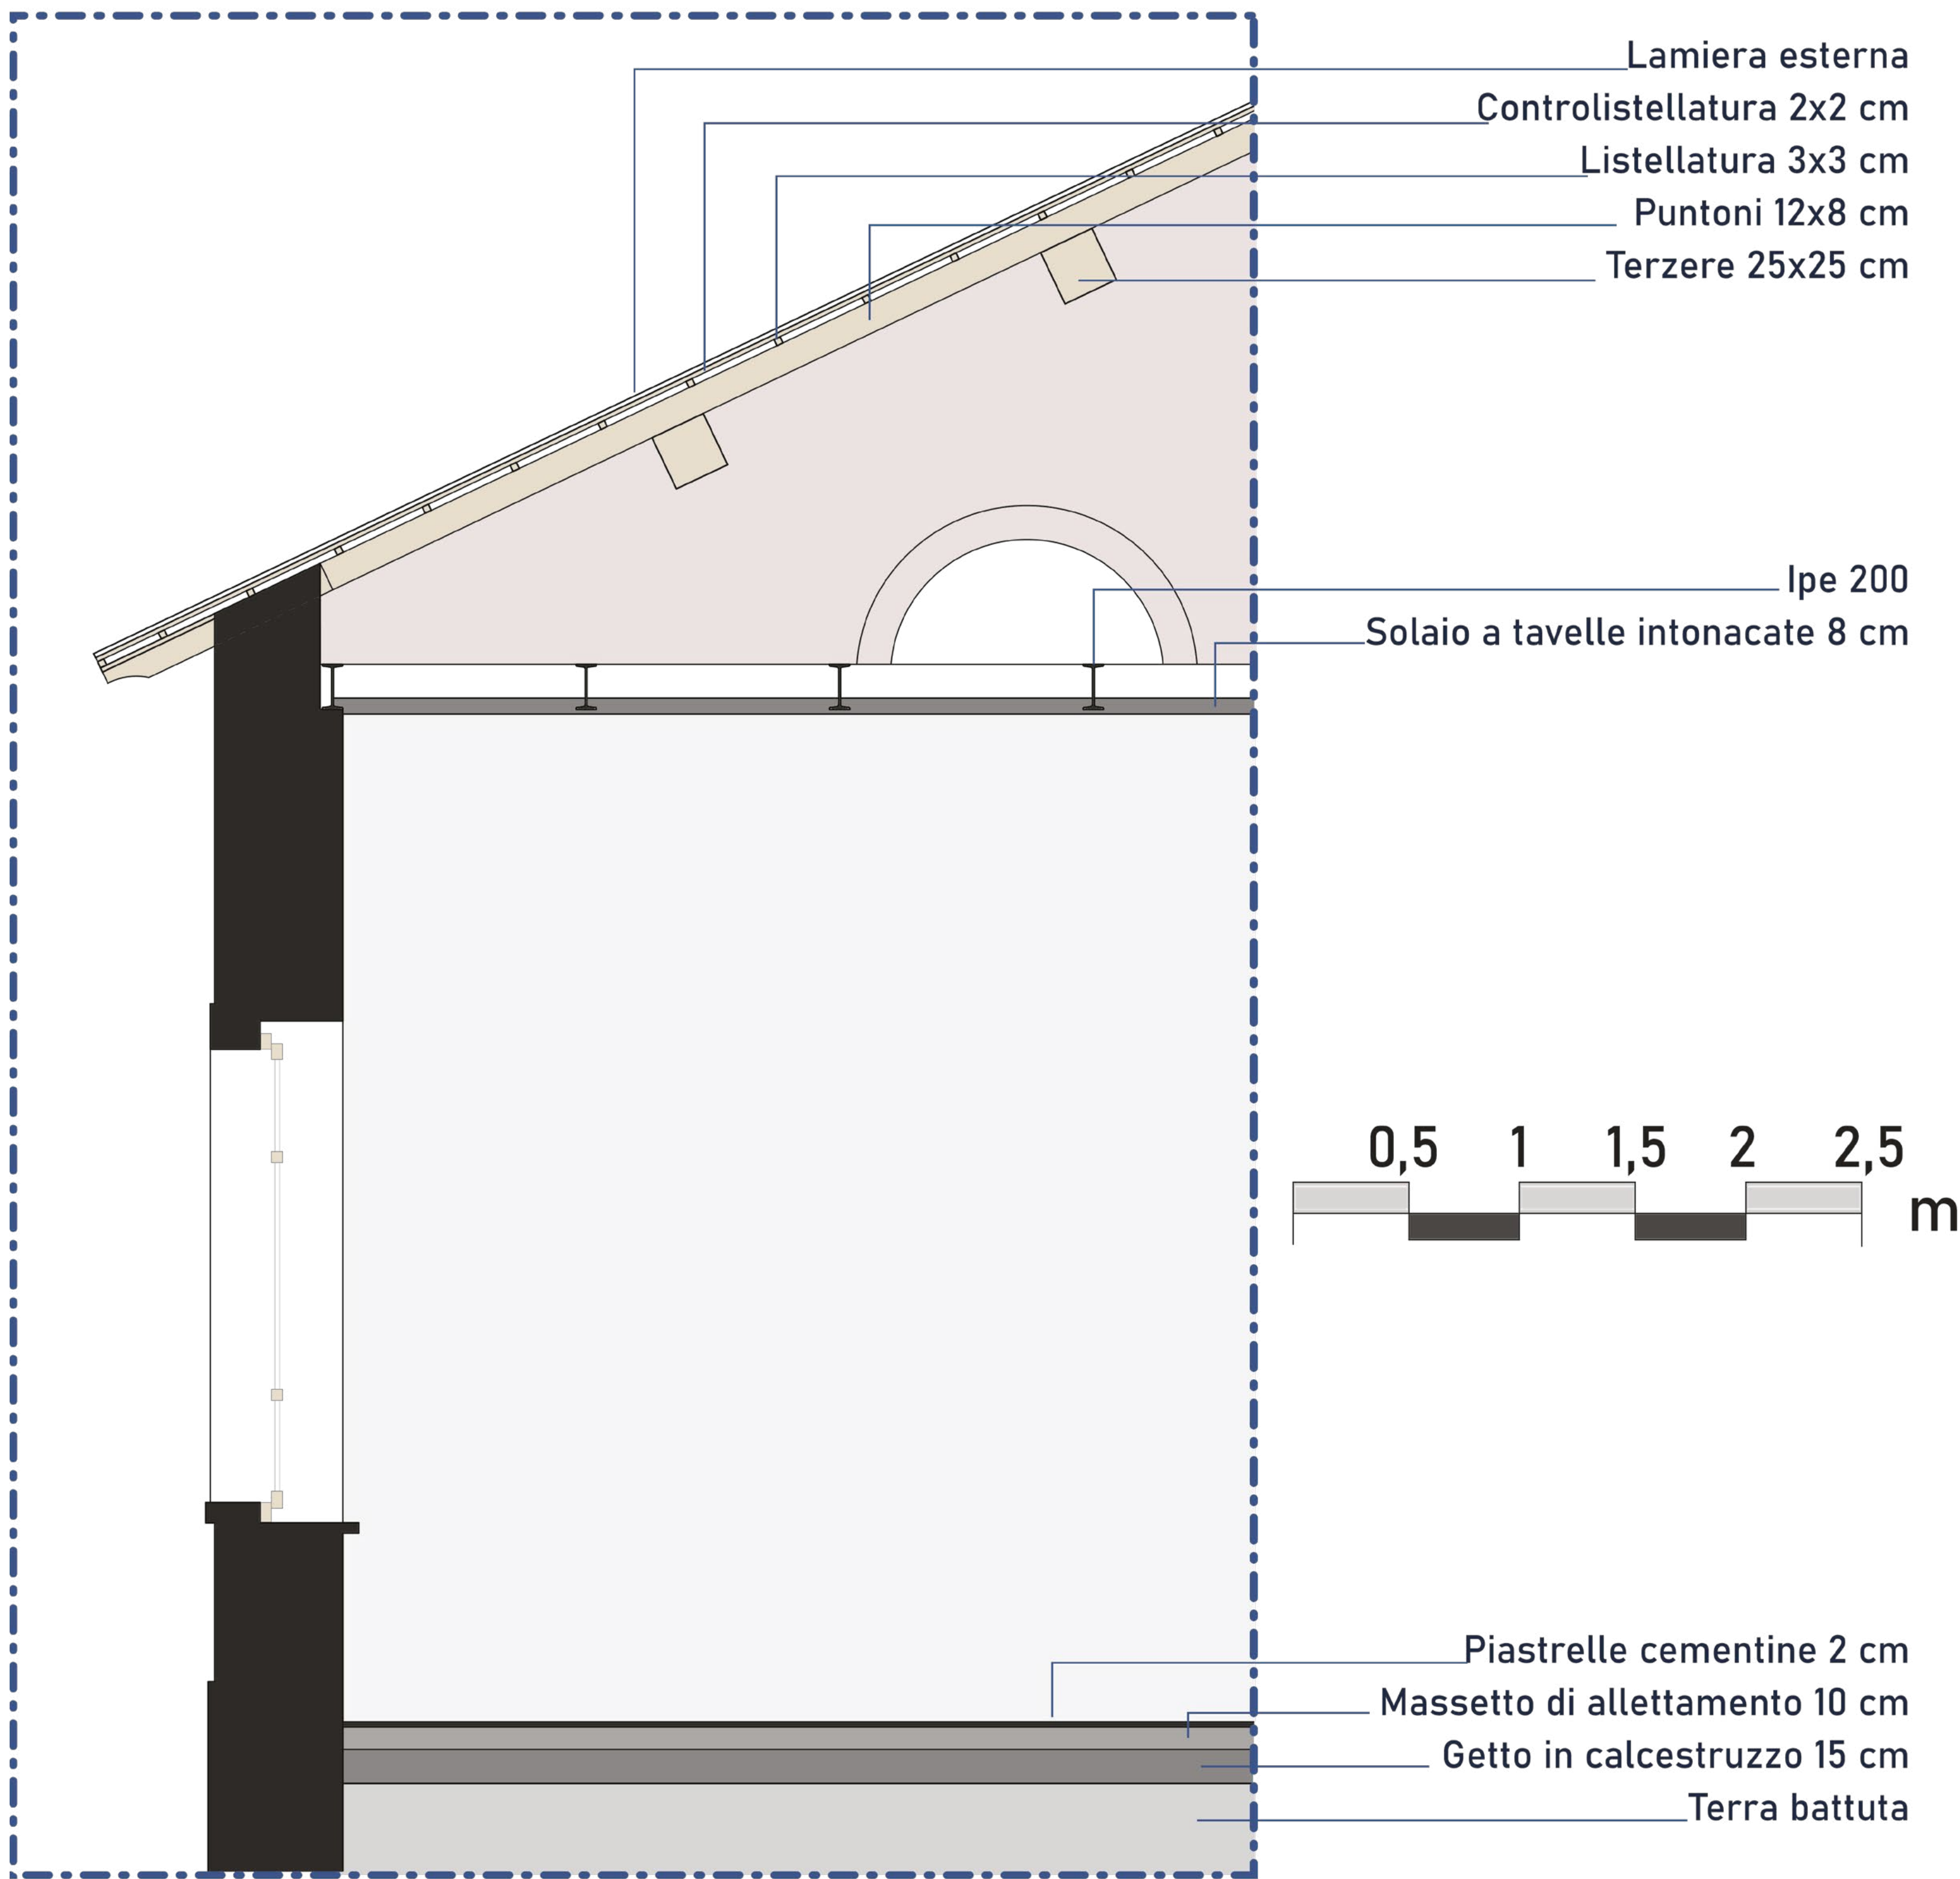 Lamiera esterna
Controlistellatura 2x2 cm
Listellatura 3x3 cm
Puntoni 12x8 cm
Terzere 25x25 cm
Ipe 200
Solaio a tavelle intonacate 8 cm
0,5 1 1,5 2 2,5
m
Piastrelle cementine 2 cm
Massetto di allettamento 10 cm
Getto in calcestruzzo 15 cm
Terra battuta